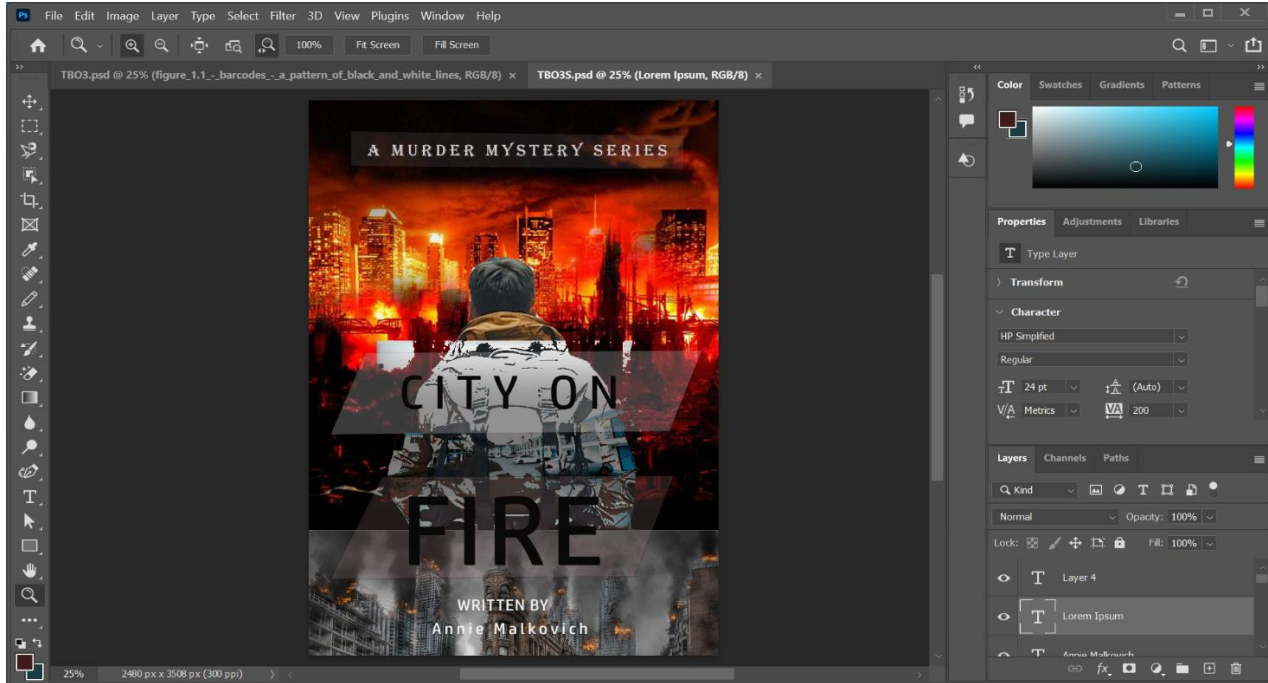 Ps File Edit Image Layer Type Select Filter 3D View Plugins Window Help
100% Fit Screen Fill Screen
TBO3.psd @ 25% (figure_1.1_-_barcodes_-_a_pattern_of_black_and_white_lines, RGB/8) × TBO3S.psd @ 25% (Lorem Ipsum, RGB/8) ×
Color Swatches Gradients Patterns
A MURDER MYSTERY SERIES
CITY ON
FIRE
WRITTEN BY
Annie Malkovich
Properties Adjustments Libraries
T Type Layer
Transform
Character
HP Simplified
Regular
24 pt (Auto)
Metrics 200
Layers Channels Paths
Kind
Normal Opacity: 100%
Lock: Fill: 100%
T Layer 4
T Lorem Ipsum
T Annie Malkovich
fx
25% 2480 px x 3508 px (300 ppi)